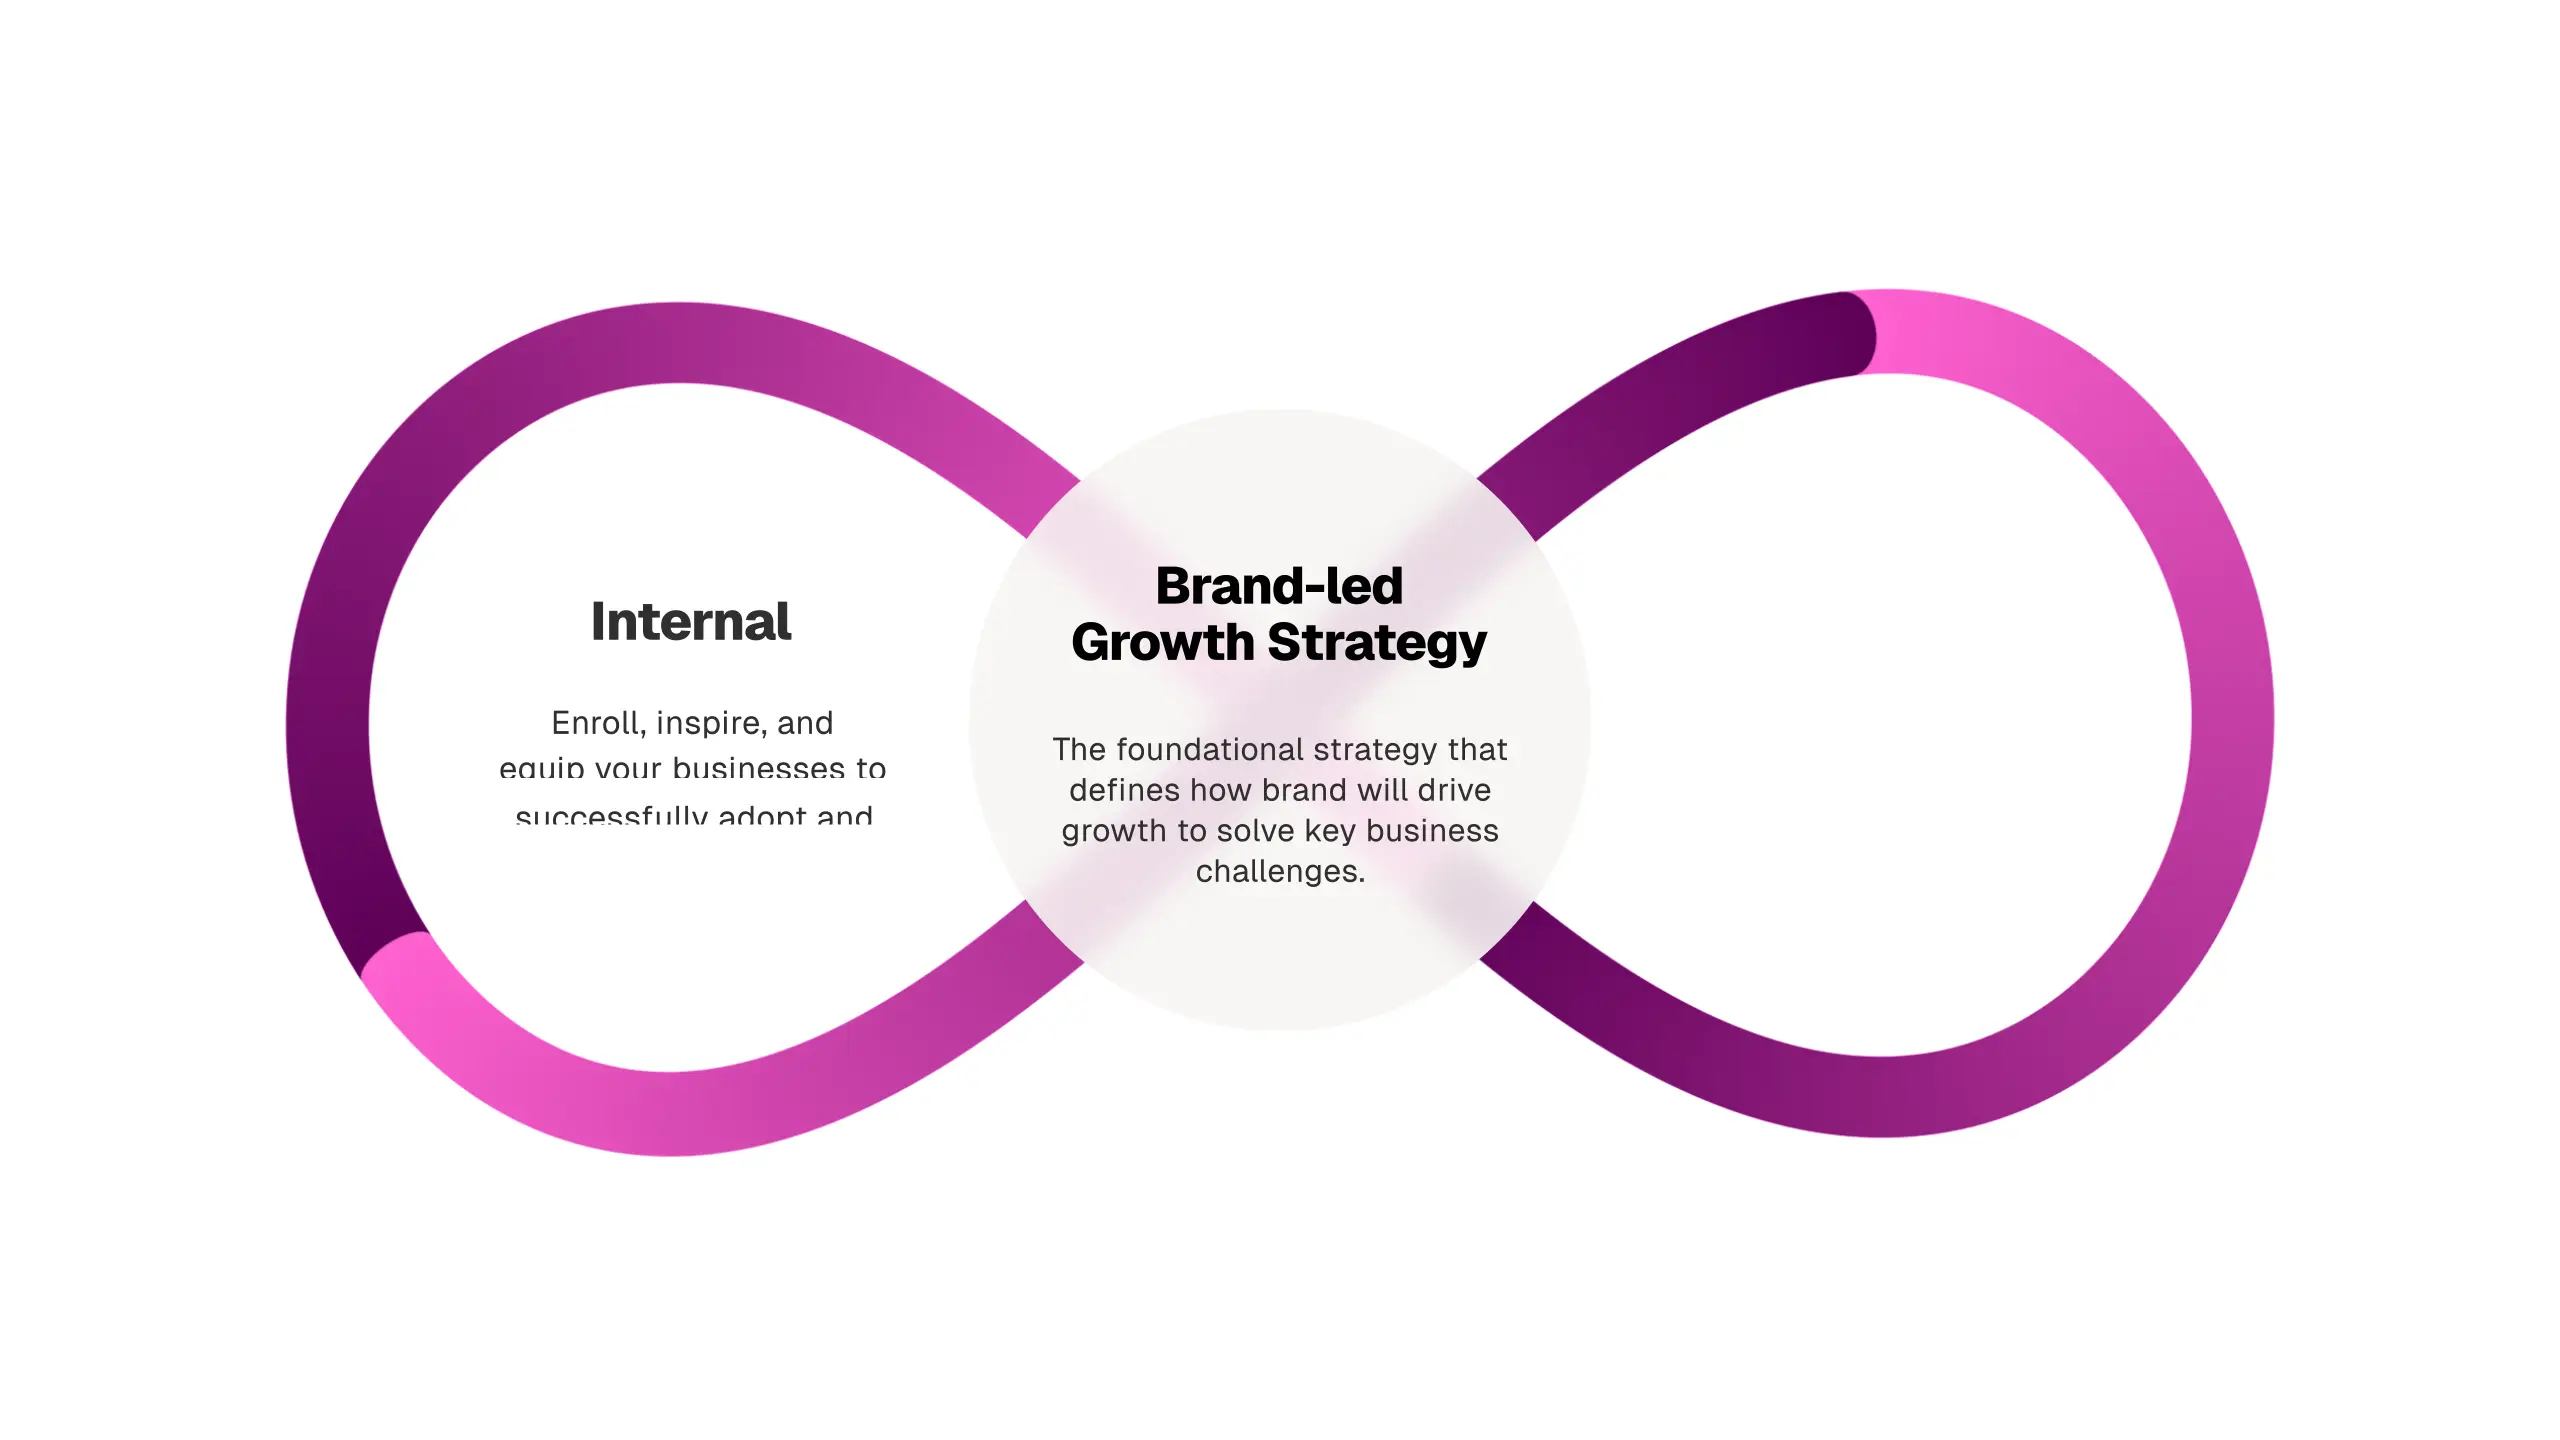 Internal
Enroll, inspire, and
equip your businesses to
successfully adopt and
Brand-led
Growth Strategy
The foundational strategy that
defines how brand will drive
growth to solve key business
challenges.